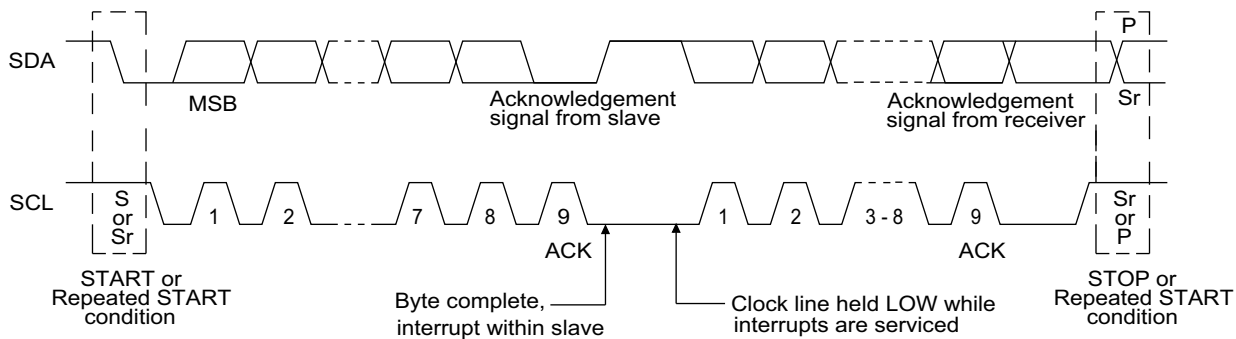 P
SDA
MSB
Acknowledgement
signal from slave
Acknowledgement
signal from receiver
Sr
SCL
S
or
Sr
1
2
7
8
9
1
2
3 - 8
9
Sr
or
P
ACK
ACK
START or
Repeated START
condition
Byte complete,
interrupt within slave
Clock line held LOW while
interrupts are serviced
STOP or
Repeated START
condition